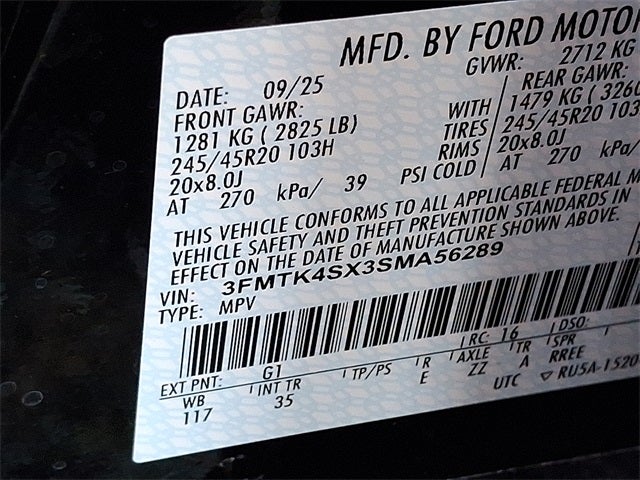 MFD. BY FORD MOTO
DATE: 09/25 GVWR: 2712 KG
FRONT GAWR: REAR GAWR:
1281 KG ( 2825 LB) WITH 1479 KG ( 3260
245/45R20 103H TIRES 245/45R20 103
20x8.0J RIMS 20x8.0J
AT 270 kPa/ 39 PSI COLD AT 270 kPa/
THIS VEHICLE CONFORMS TO ALL APPLICABLE FEDERAL M
VEHICLE SAFETY AND THEFT PREVENTION STANDARDS IN
EFFECT ON THE DATE OF MANUFACTURE SHOWN ABOVE.
VIN: 3FMTK4SX3SMA56289
TYPE: MPV
EXT PNT: G1 RC: 16 DSO:
WB INT TR TP/PS R AXLE TR SPR
117 35 E ZZ A RREE
UTC ▽ RU5A-1520